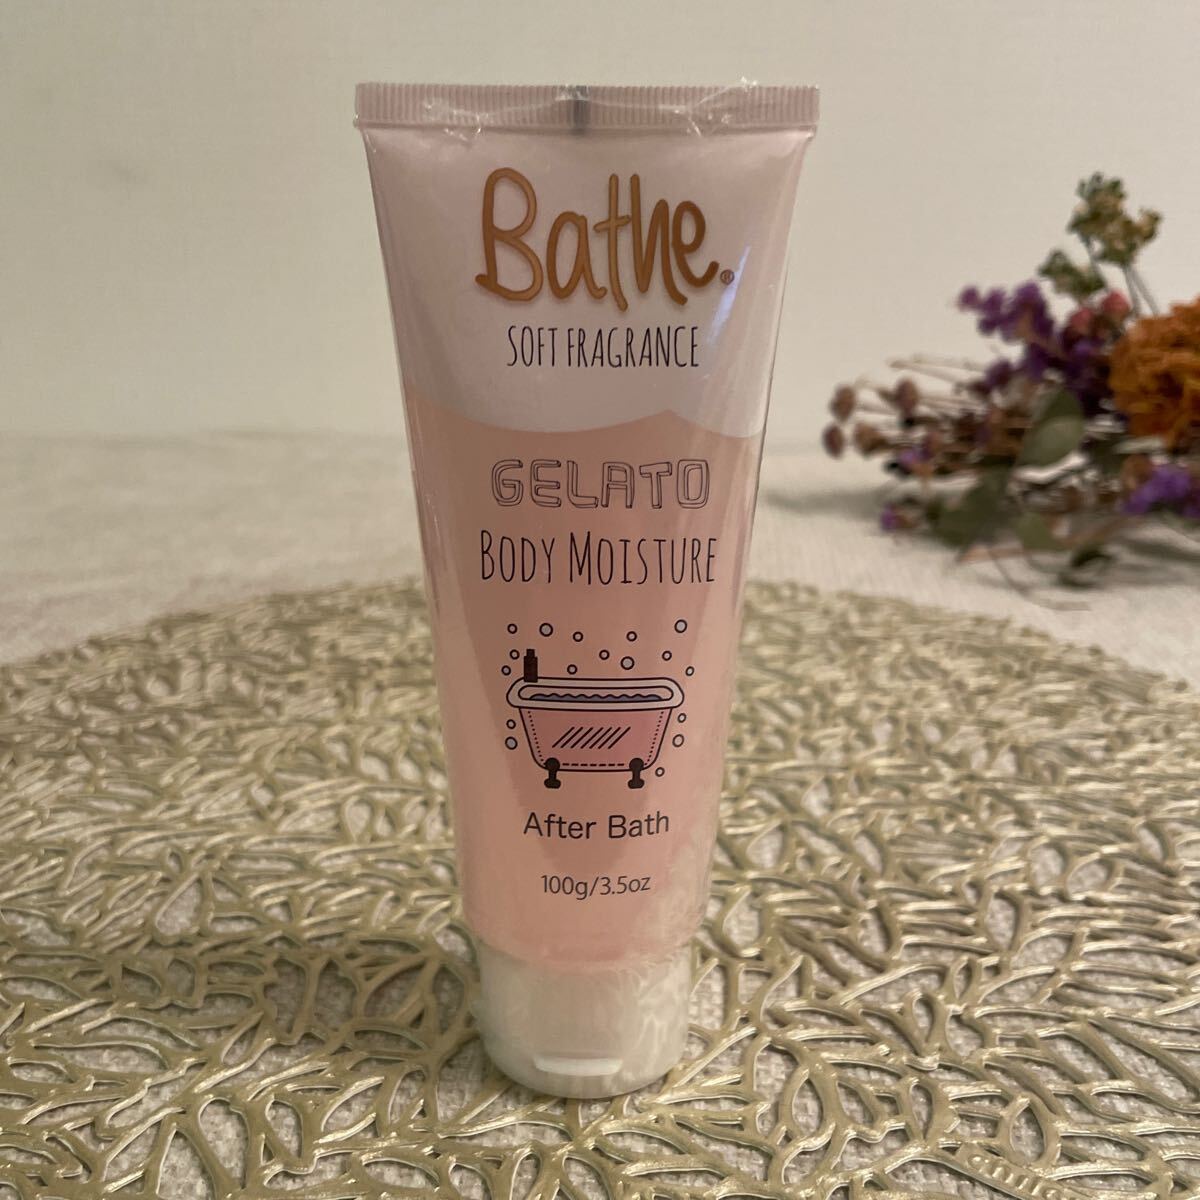 Bathe®
SOFT FRAGRANCE
GELATO
BODY MOISTURE
After Bath
100g/3.5oz